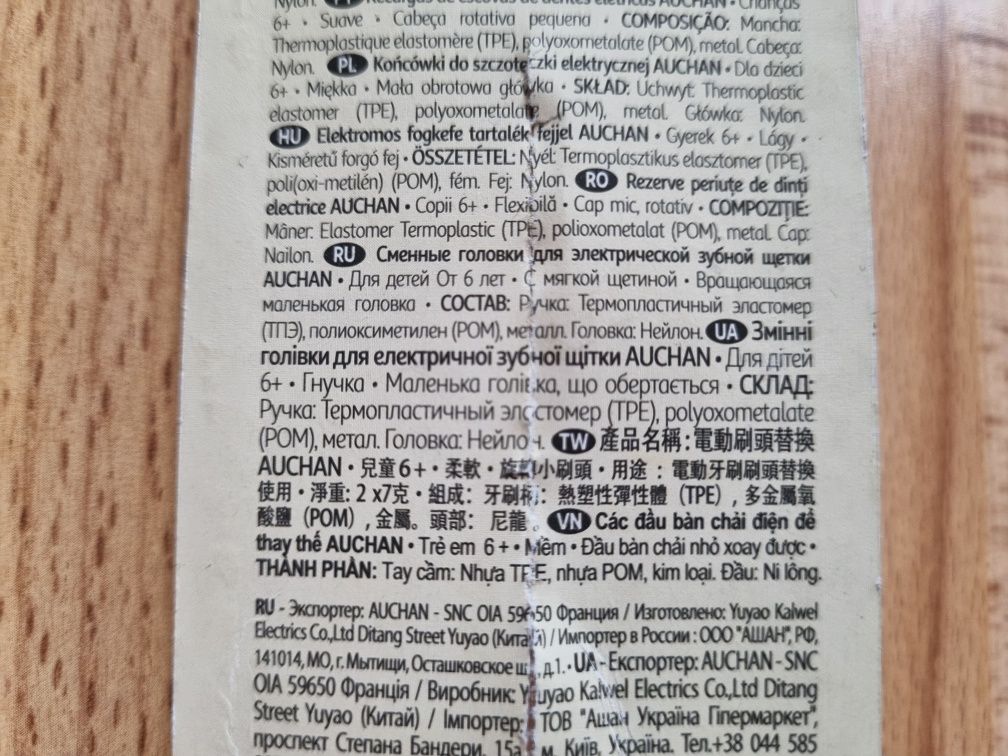 Nylon. PT Recargas de escovas de dentes elétricas AUCHAN • Crianças
6+ • Suave • Cabeça rotativa pequena • COMPOSIÇÃO: Mancha:
Thermoplastique elastomère (TPE), polyoxometalate (POM), metal. Cabeça:
Nylon. PL Końcówki do szczoteczki elektrycznej AUCHAN • Dla dzieci
6+ • Miękka • Mała obrotowa główka • SKŁAD: Uchwyt: Thermoplastic
elastomer (TPE), polyoxometalate (POM), metal. Główka: Nylon.
HU Elektromos fogkefe tartalék fejjel AUCHAN • Gyerek 6+ • Lágy •
Kisméretű forgó fej • ÖSSZETÉTEL: Nyél: Termoplasztikus elasztomer (TPE),
poli(oxi-metilén) (POM), fém. Fej: Nylon. RO Rezerve periuțe de dinți
electrice AUCHAN • Copii 6+ • Flexibilă • Cap mic, rotativ • COMPOZIȚIE:
Mâner: Elastomer Termoplastic (TPE), polioxometalat (POM), metal. Cap:
Nailon. RU Сменные головки для электрической зубной щетки
AUCHAN • Для детей От 6 лет • С мягкой щетиной • Вращающаяся
маленькая головка • СОСТАВ: Ручка: Термопластичный эластомер
(ТПЭ), полиоксиметилен (POM), металл. Головка: Нейлон. UA Змінні
голівки для електричної зубної щітки AUCHAN • Для дітей
6+ • Гнучка • Маленька голівка, що обертається • СКЛАД:
Ручка: Термопластичный эластомер (TPE), polyoxometalate
(POM), метал. Головка: Нейлон. TW 產品名稱：電動刷頭替換
AUCHAN • 兒童6+ • 柔軟 • 旋轉小刷頭 • 用途：電動牙刷刷頭替換
使用 • 淨重: 2 x7克 • 組成：牙刷柄：熱塑性彈性體（TPE）, 多金屬氧
酸鹽（POM）, 金屬。頭部：尼龍。 VN Các đầu bàn chải điện để
thay thế AUCHAN • Trẻ em 6+ • Mềm • Đầu bàn chải nhỏ xoay được •
THÀNH PHẦN: Tay cầm: Nhựa TPE, nhựa POM, kim loại. Đầu: Ni lông.
RU - Экспортер: AUCHAN - SNC OIA 59650 Франция / Изготовлено: Yuyao Kalwel
Electrics Co.,Ltd Ditang Street Yuyao (Китай) / Импортер в России : ООО "АШАН", РФ,
141014, МО, г. Мытищи, Осташковское ш., д.1. • UA - Експортер: AUCHAN - SNC
OIA 59650 Франція / Виробник: Yuyao Kalwel Electrics Co.,Ltd Ditang
Street Yuyao (Китай) / Імпортер: ТОВ "Ашан Україна Гіпермаркет",
проспект Степана Бандери, 15а, м. Київ, Україна. Тел.+38 044 585